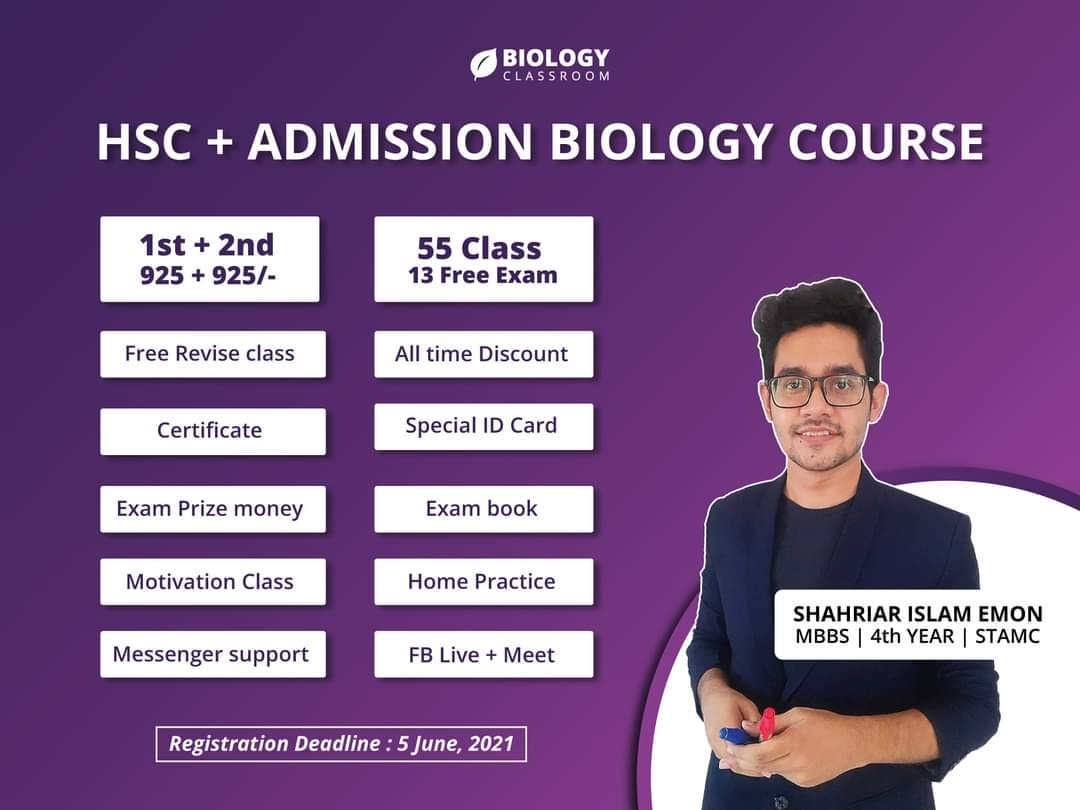 BIOLOGY
CLASSROOM
HSC + ADMISSION BIOLOGY COURSE
1st + 2nd
925 + 925/-
55 Class
13 Free Exam
Free Revise class
All time Discount
Certificate
Special ID Card
Exam Prize money
Exam book
Motivation Class
Home Practice
Messenger support
FB Live + Meet
SHAHRIAR ISLAM EMON
MBBS | 4th YEAR | STAMC
Registration Deadline : 5 June, 2021